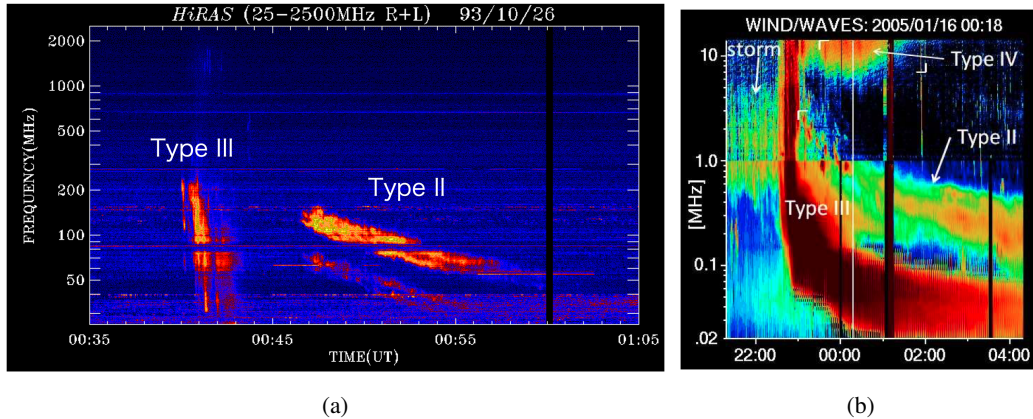 HiRAS (25-2500MHz R+L) 93/10/26
2000
1000
500
200
100
50
FREQUENCY(MHz)
Type III
Type II
00:35
00:45
00:55
01:05
TIME(UT)
(a)
WIND/WAVES: 2005/01/16 00:18
10
1.0
0.1
.02
[MHz]
storm
Type IV
Type II
Type III
22:00
00:00
02:00
04:00
(b)